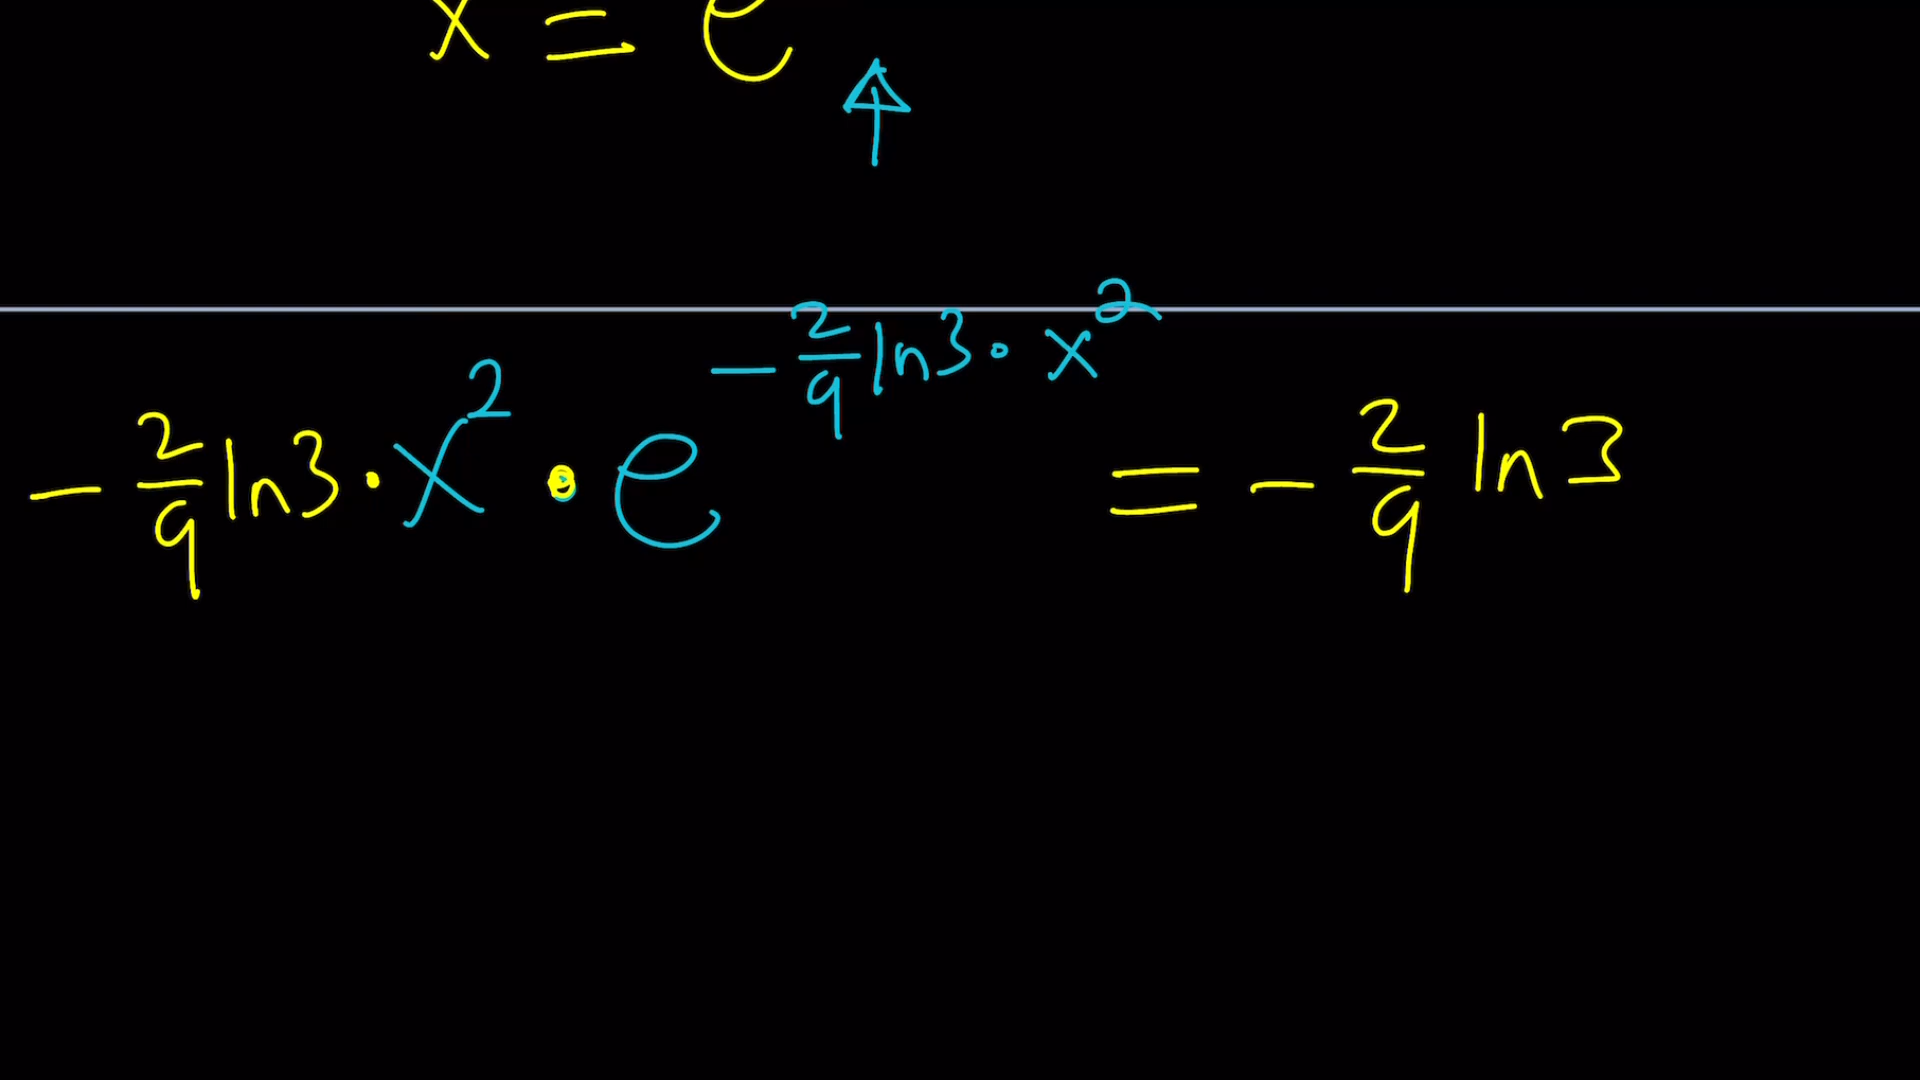 x = e
-2/9 ln3 · x² · e^(-2/9 ln3 · x²) = -2/9 ln3